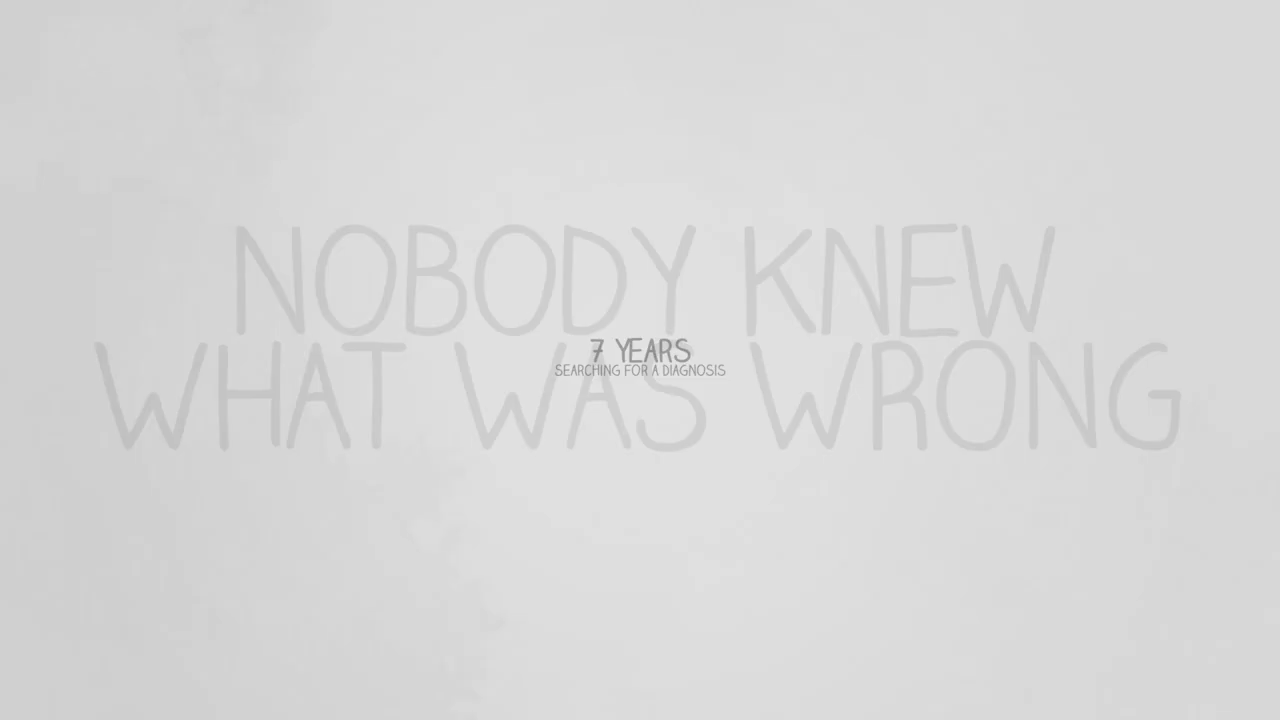 NOBODY KNEW
WHAT WAS WRONG
7 YEARS
SEARCHING FOR A DIAGNOSIS